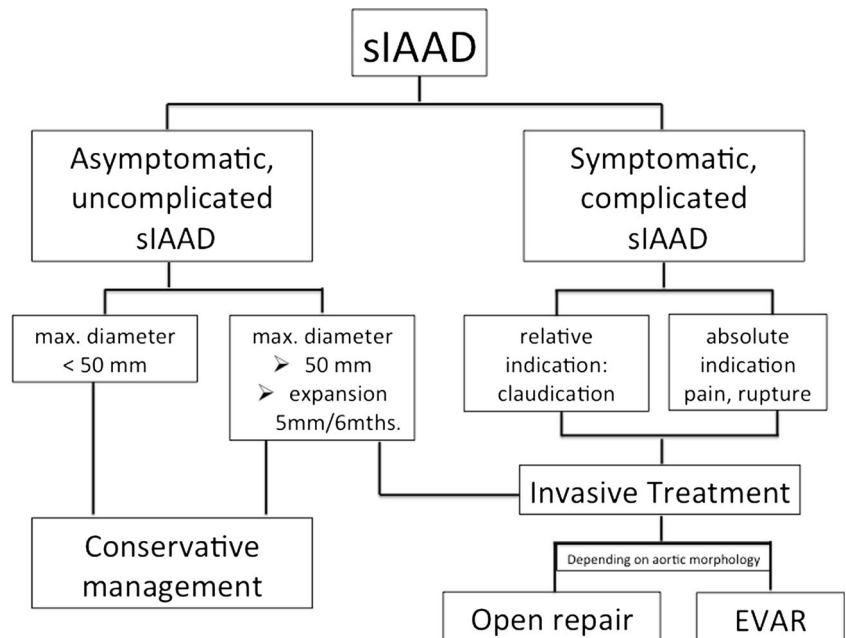 sIAAD
Asymptomatic,
uncomplicated
sIAAD
Symptomatic,
complicated
sIAAD
max. diameter
< 50 mm
max. diameter
➢ 50 mm
➢ expansion
5mm/6mths.
relative
indication:
claudication
absolute
indication
pain, rupture
Invasive Treatment
Conservative
management
Depending on aortic morphology
Open repair
EVAR